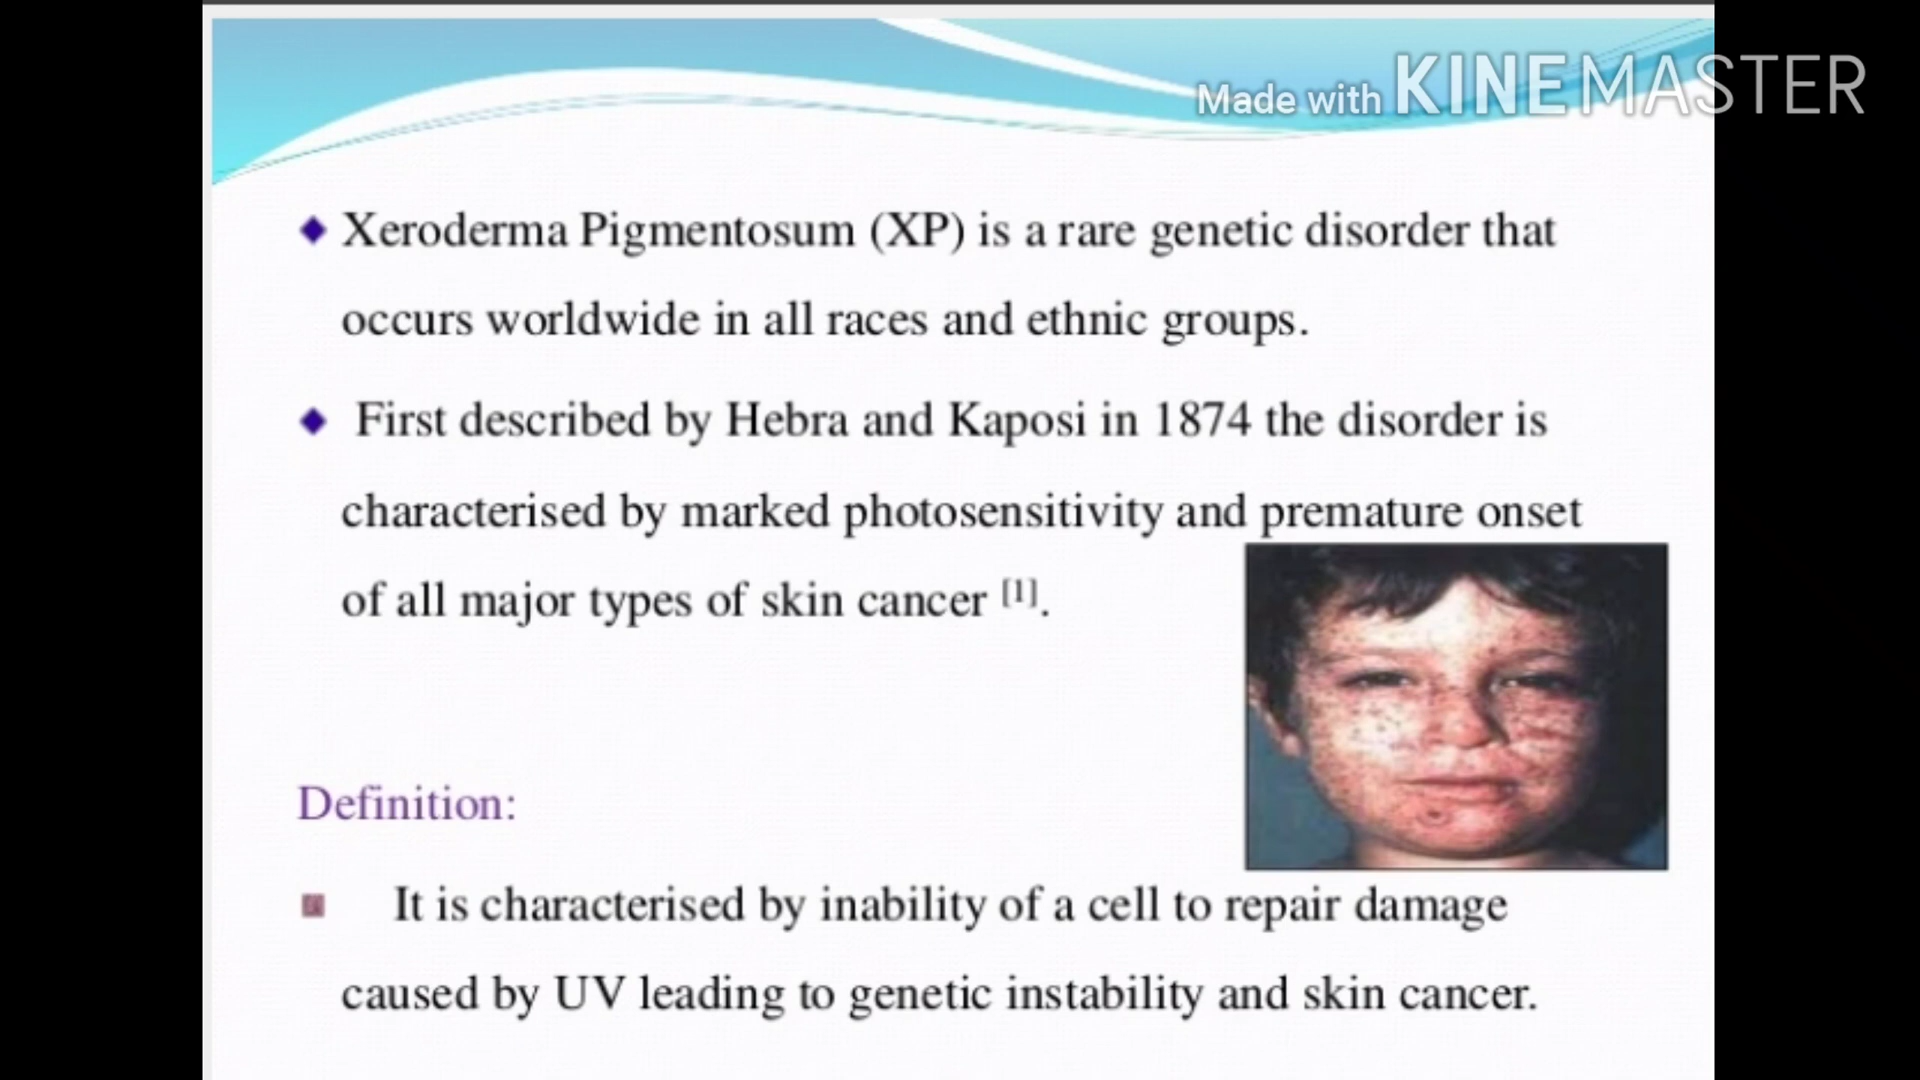 Made with KINEMASTER
Xeroderma Pigmentosum (XP) is a rare genetic disorder that
occurs worldwide in all races and ethnic groups.
First described by Hebra and Kaposi in 1874 the disorder is
characterised by marked photosensitivity and premature onset
of all major types of skin cancer [1].
Definition:
It is characterised by inability of a cell to repair damage
caused by UV leading to genetic instability and skin cancer.